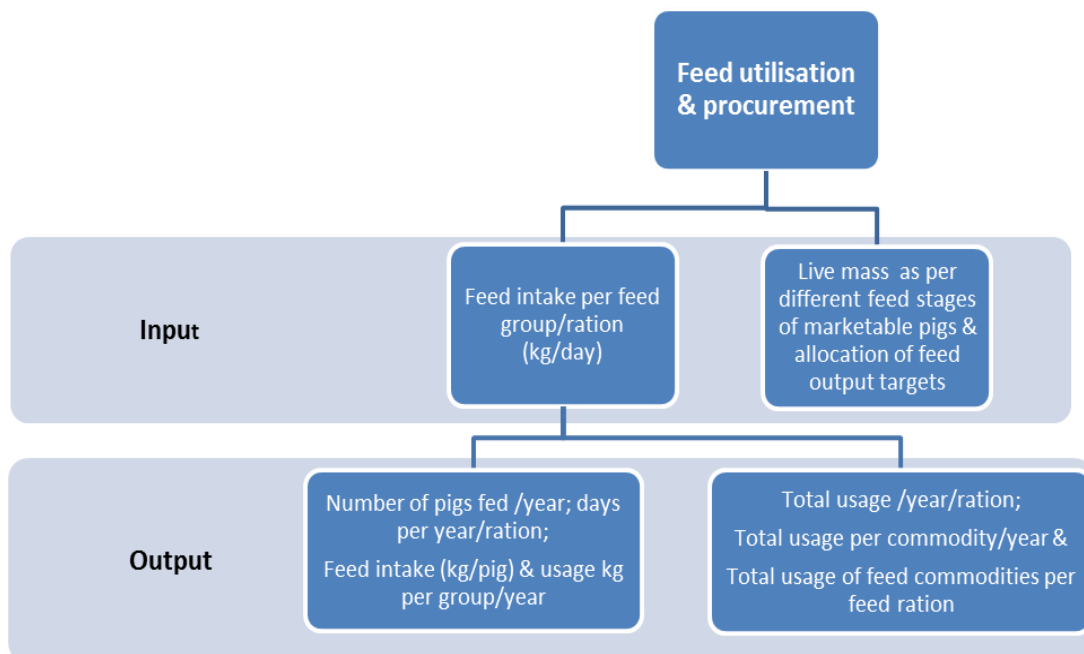 Feed utilisation
& procurement
Input
Feed intake per feed
group/ration
(kg/day)
Live mass as per
different feed stages
of marketable pigs &
allocation of feed
output targets
Output
Number of pigs fed /year; days
per year/ration;
Feed intake (kg/pig) & usage kg
per group/year
Total usage /year/ration;
Total usage per commodity/year &
Total usage of feed commodities per
feed ration